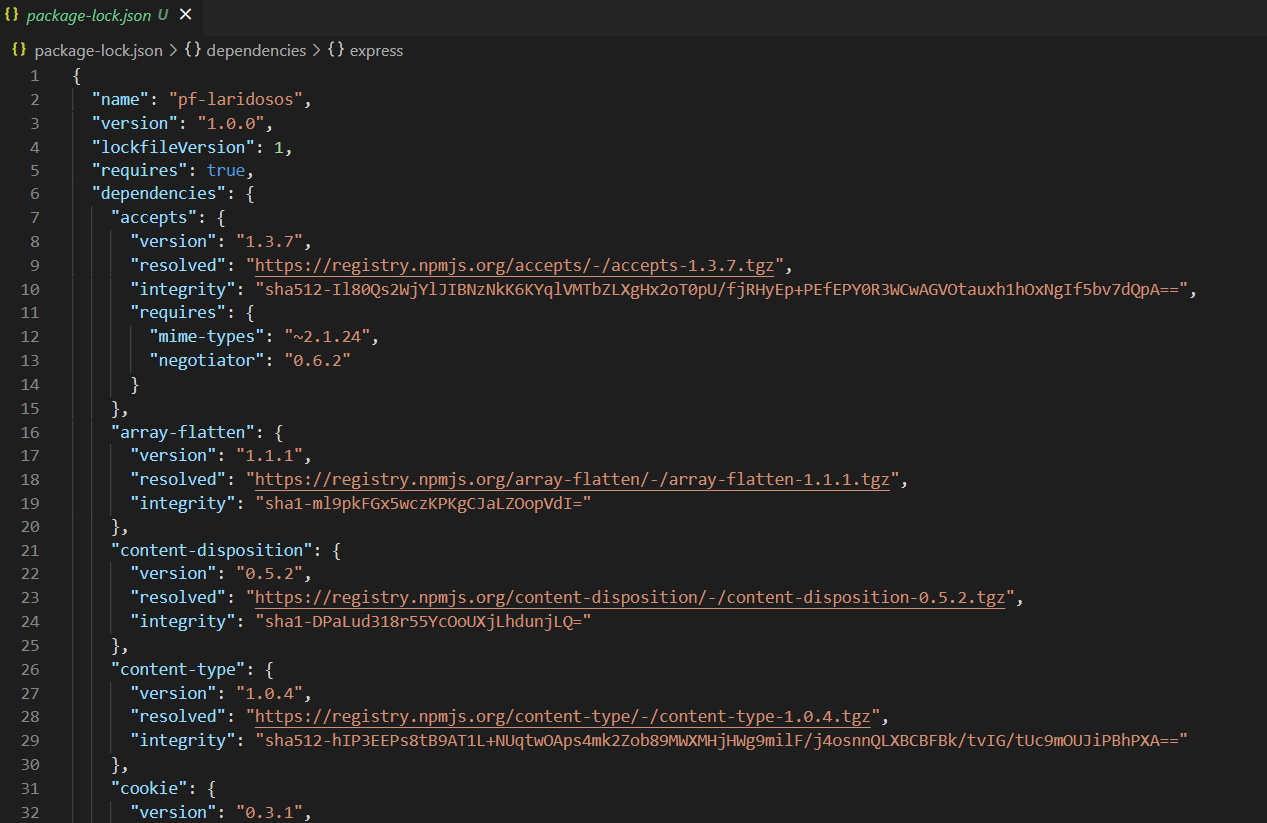 {} package-lock.json U ×
{} package-lock.json > {} dependencies > {} express
1 {
2 "name": "pf-laridosos",
3 "version": "1.0.0",
4 "lockfileVersion": 1,
5 "requires": true,
6 "dependencies": {
7 "accepts": {
8 "version": "1.3.7",
9 "resolved": "https://registry.npmjs.org/accepts/-/accepts-1.3.7.tgz",
10 "integrity": "sha512-Il80Qs2WjYlJIBNzNkK6KYqlVMTbZLXgHx2oT0pU/fjRHyEp+PEfEPY0R3WCwAGVOtauxh1hOxNgIf5bv7dQpA==",
11 "requires": {
12 "mime-types": "~2.1.24",
13 "negotiator": "0.6.2"
14 }
15 },
16 "array-flatten": {
17 "version": "1.1.1",
18 "resolved": "https://registry.npmjs.org/array-flatten/-/array-flatten-1.1.1.tgz",
19 "integrity": "sha1-ml9pkFGx5wczKPKgCJaLZOopVdI="
20 },
21 "content-disposition": {
22 "version": "0.5.2",
23 "resolved": "https://registry.npmjs.org/content-disposition/-/content-disposition-0.5.2.tgz",
24 "integrity": "sha1-DPaLud318r55YcOoUXjLhdunjLQ="
25 },
26 "content-type": {
27 "version": "1.0.4",
28 "resolved": "https://registry.npmjs.org/content-type/-/content-type-1.0.4.tgz",
29 "integrity": "sha512-hIP3EEPs8tB9AT1L+NUqtwOAps4mk2Zob89MWXMHjHWg9milF/j4osnnQLXBCBFBk/tvIG/tUc9mOUJiPBhPXA=="
30 },
31 "cookie": {
32 "version": "0.3.1",